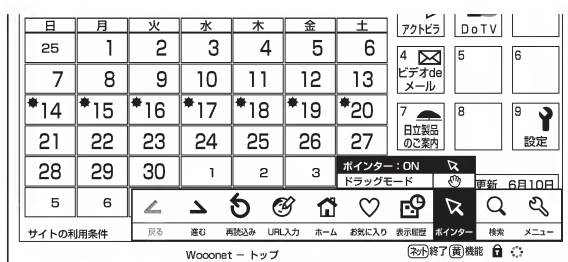 日 月 火 水 木 金 土
アクトビラ DoTV
25 1 2 3 4 5 6
4 5 6
ビデオde
メール
7 8 9 10 11 12 13
14 15 16 17 18 19 20
7 8 9
日立製品
のご案内
設定
21 22 23 24 25 26 27
28 29 30 1 2 3
ポインター:ON
ドラッグモード
更新 6月10日
5 6
戻る 進む 再読込み URL入力 ホーム お気に入り 表示履歴 ポインター 検索 メニュー
サイトの利用条件
Wooonet - トップ
ネット終了 黄 機能